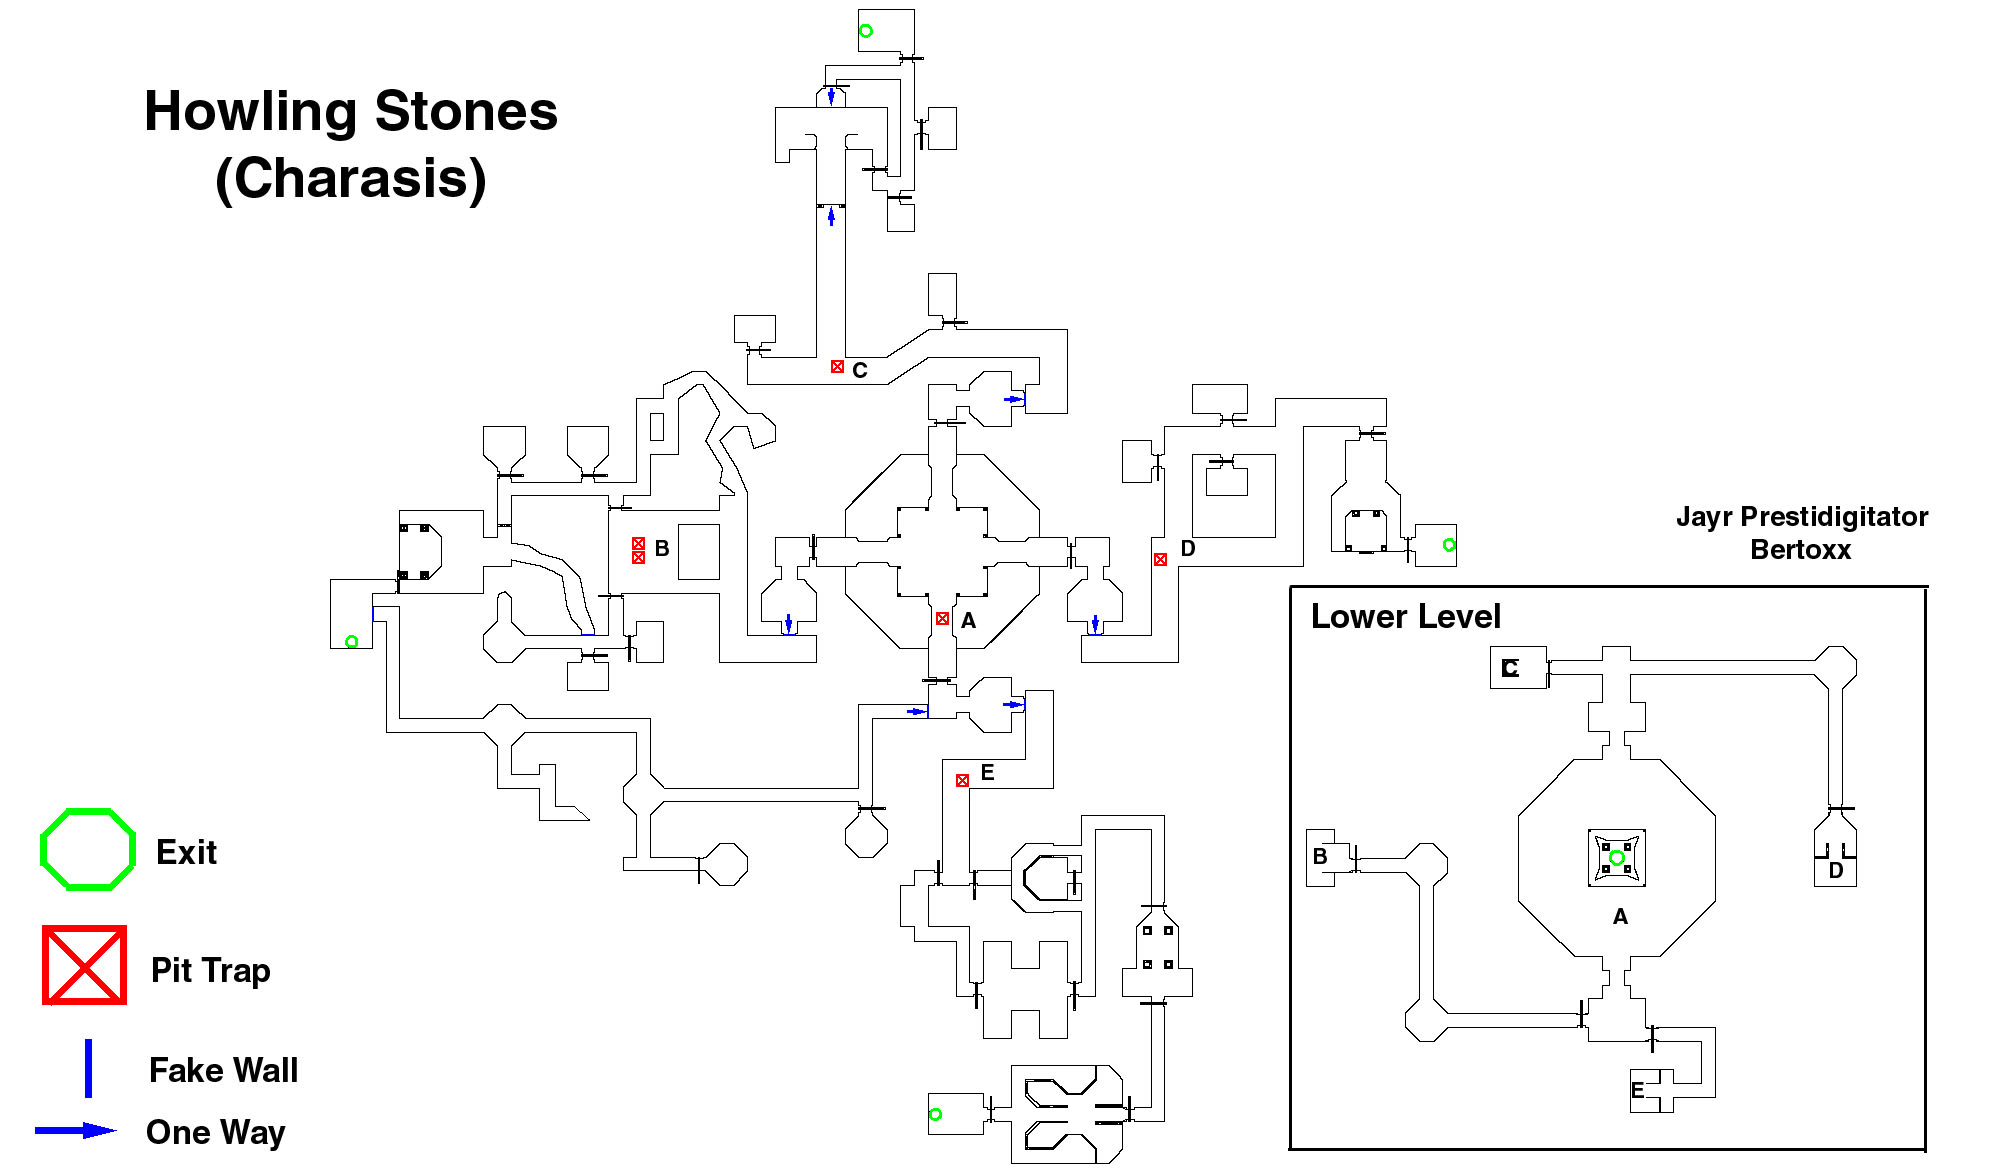 Howling Stones
(Charasis)
C
B
D
A
E
Jayr Prestidigitator
Bertoxx
Lower Level
C
B
D
A
E
Exit
Pit Trap
Fake Wall
One Way